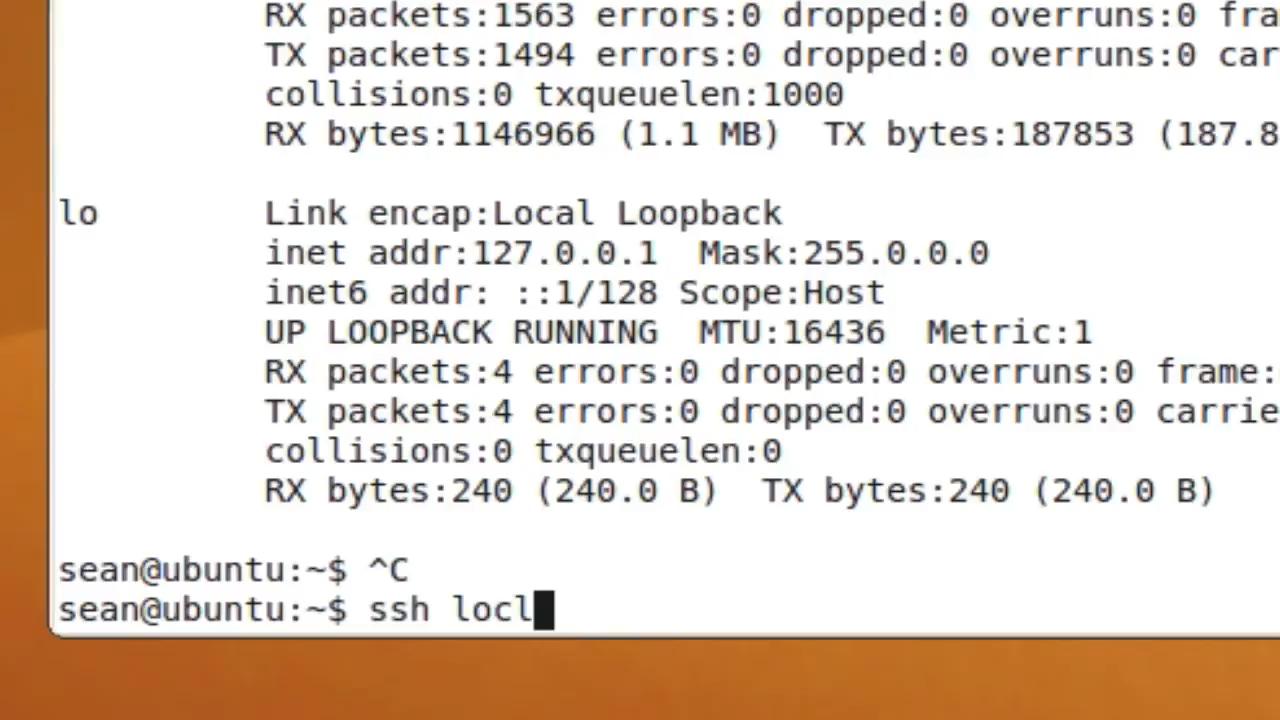 RX packets:1563 errors:0 dropped:0 overruns:0 fra
TX packets:1494 errors:0 dropped:0 overruns:0 car
collisions:0 txqueuelen:1000
RX bytes:1146966 (1.1 MB)  TX bytes:187853 (187.8
lo        Link encap:Local Loopback
inet addr:127.0.0.1  Mask:255.0.0.0
inet6 addr: ::1/128 Scope:Host
UP LOOPBACK RUNNING  MTU:16436  Metric:1
RX packets:4 errors:0 dropped:0 overruns:0 frame:
TX packets:4 errors:0 dropped:0 overruns:0 carrie
collisions:0 txqueuelen:0
RX bytes:240 (240.0 B)  TX bytes:240 (240.0 B)
sean@ubuntu:~$ ^C
sean@ubuntu:~$ ssh locl